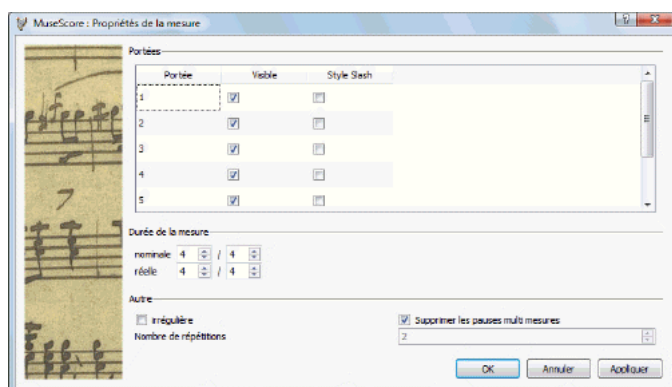 MuseScore : Propriétés de la mesure
Portées
Portée Visible Style Slash
1
2
3
4
5
Durée de la mesure
nominale 4 / 4
réelle 4 / 4
Autre
irrégulière Supprimer les pauses multi mesures
Nombre de répétitions 2
OK Annuler Appliquer
7